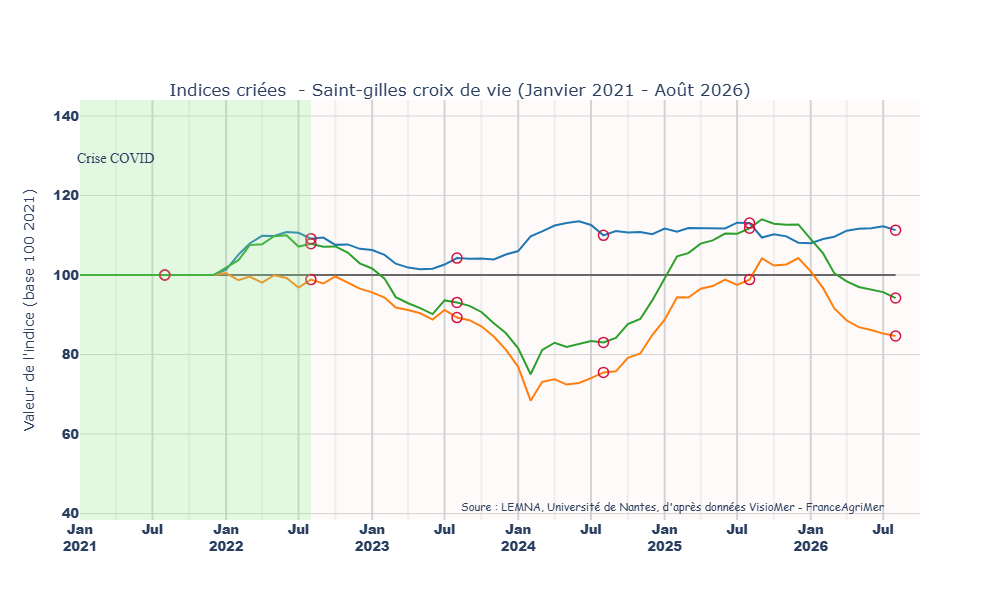 Indices criées  - Saint-gilles croix de vie (Janvier 2021 - Août 2026)
Valeur de l'Indice (base 100 2021)
140
Crise COVID
120
100
80
60
40
Soure : LEMNA, Université de Nantes, d'après données VisioMer - FranceAgriMer
Jan Jul Jan Jul Jan Jul Jan Jul Jan Jul Jan Jul
2021 2022 2023 2024 2025 2026